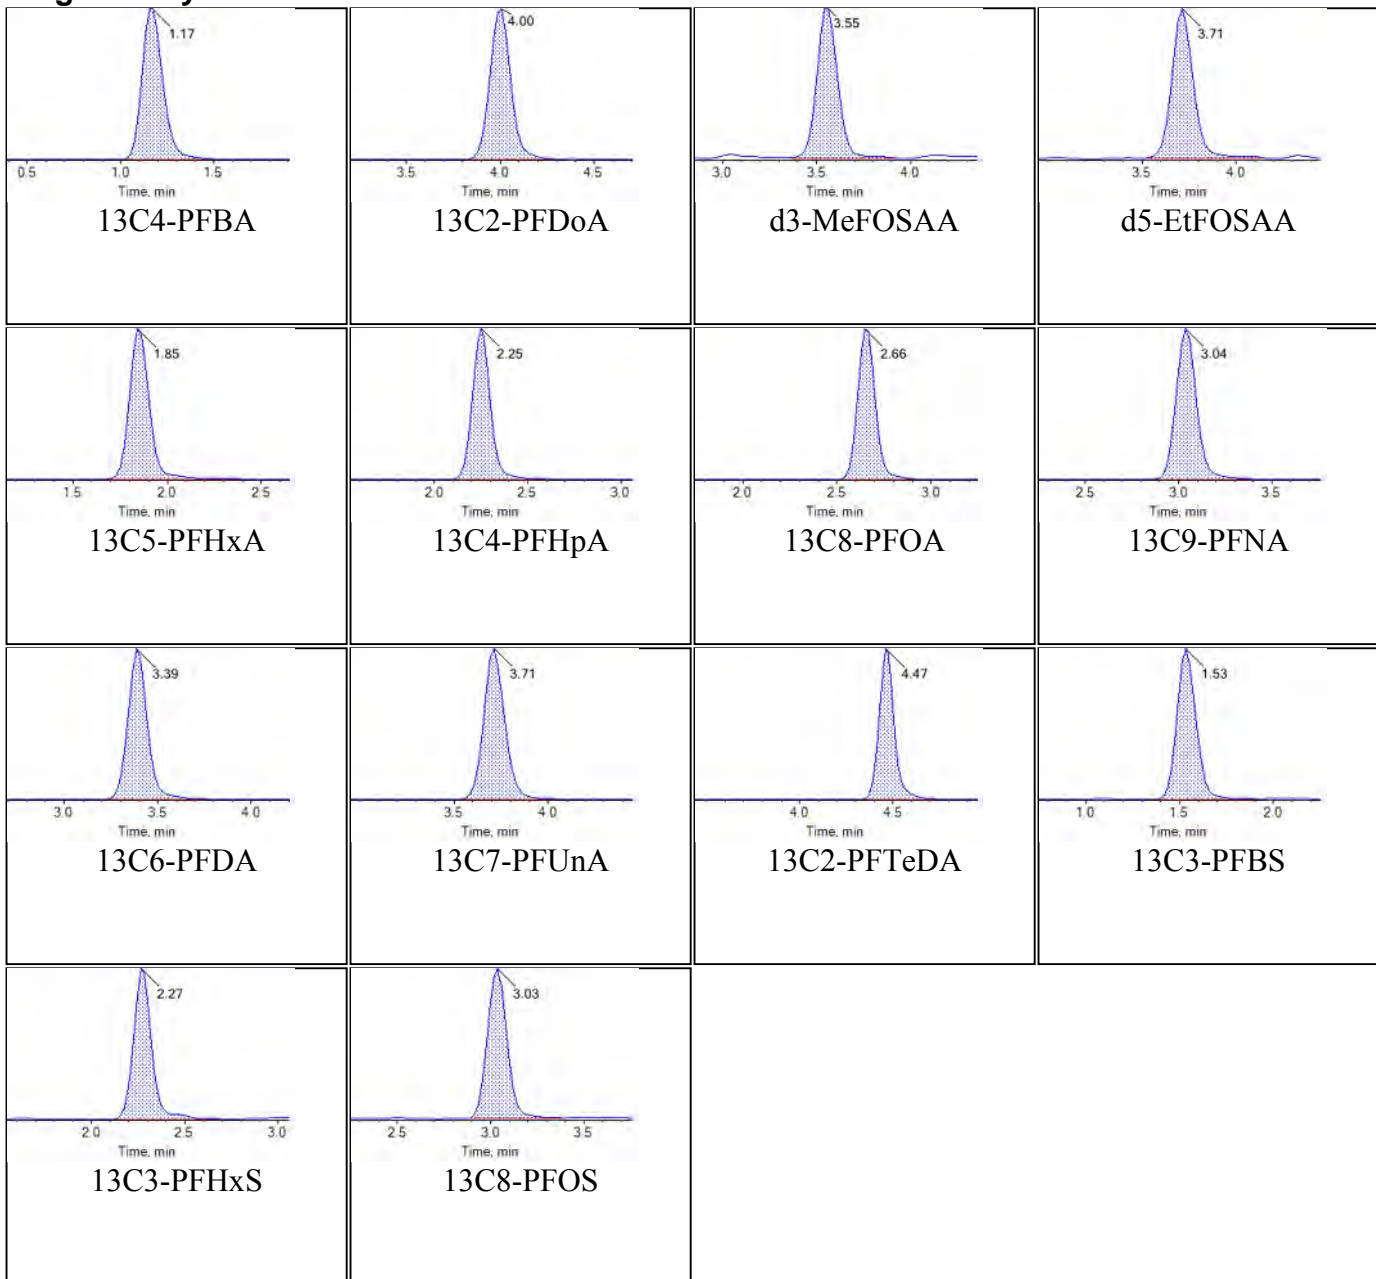 1.17
0.5 1.0 1.5
Time, min
13C4-PFBA
4.00
3.5 4.0 4.5
Time, min
13C2-PFDoA
3.55
3.0 3.5 4.0
Time, min
d3-MeFOSAA
3.71
3.5 4.0
Time, min
d5-EtFOSAA
1.85
1.5 2.0 2.5
Time, min
13C5-PFHxA
2.25
2.0 2.5 3.0
Time, min
13C4-PFHpA
2.66
2.0 2.5 3.0
Time, min
13C8-PFOA
3.04
2.5 3.0 3.5
Time, min
13C9-PFNA
3.39
3.0 3.5 4.0
Time, min
13C6-PFDA
3.71
3.5 4.0
Time, min
13C7-PFUnA
4.47
4.0 4.5
Time, min
13C2-PFTeDA
1.53
1.0 1.5 2.0
Time, min
13C3-PFBS
2.27
2.0 2.5 3.0
Time, min
13C3-PFHxS
3.03
2.5 3.0 3.5
Time, min
13C8-PFOS